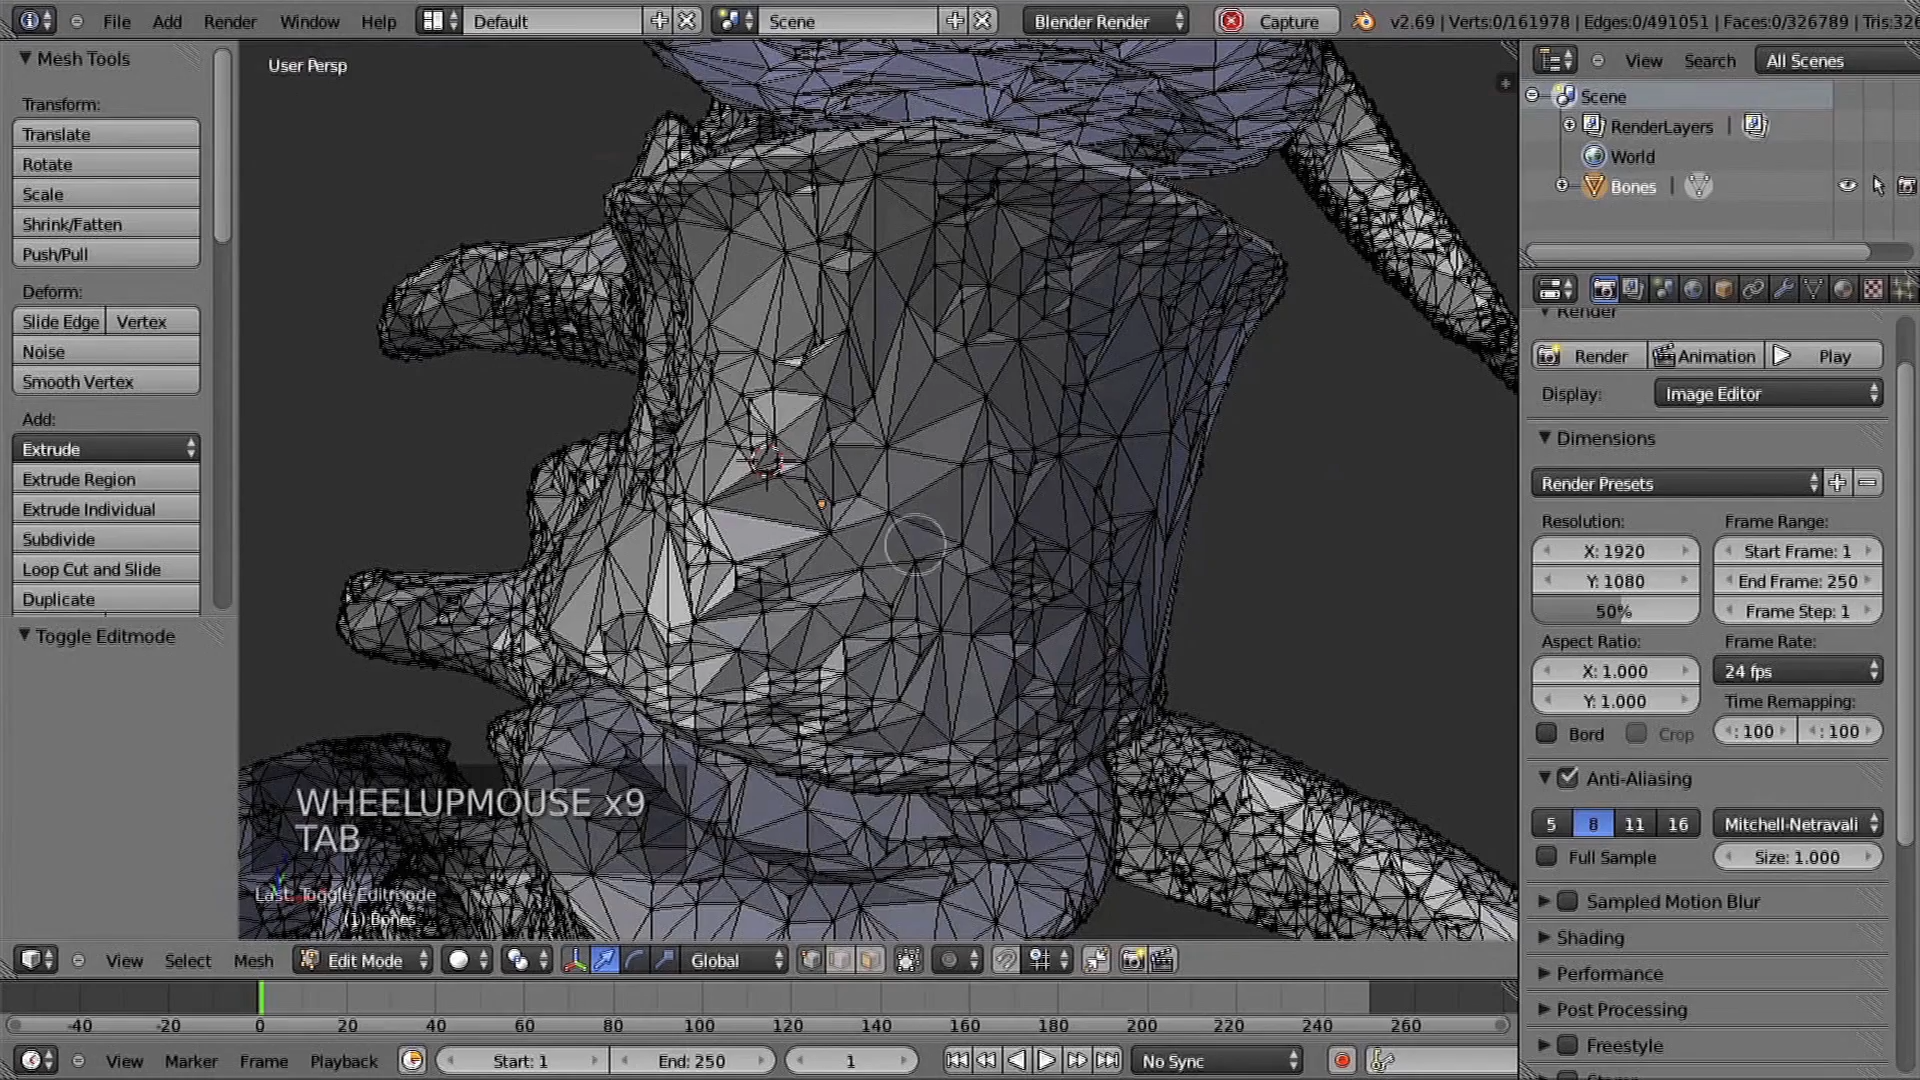 File Add Render Window Help Default Scene Blender Render Capture v2.69 | Verts:0/161978 | Edges:0/491051 | Faces:0/326789 | Tris:326
Mesh Tools
Transform:
Translate
Rotate
Scale
Shrink/Fatten
Push/Pull
Deform:
Slide Edge Vertex
Noise
Smooth Vertex
Add:
Extrude
Extrude Region
Extrude Individual
Subdivide
Loop Cut and Slide
Duplicate
Toggle Editmode
User Persp
WHEELUPMOUSE x9
TAB
Last: Toggle Editmode
(1) Bones
View Select Mesh Edit Mode Global
-40 -20 0 20 40 60 80 100 120 140 160 180 200 220 240 260
View Marker Frame Playback Start: 1 End: 250 1 No Sync
View Search All Scenes
Scene
RenderLayers |
World
Bones |
Render
Render Animation Play
Display: Image Editor
Dimensions
Render Presets
Resolution: Frame Range:
X: 1920 Start Frame: 1
Y: 1080 End Frame: 250
50% Frame Step: 1
Aspect Ratio: Frame Rate:
X: 1.000 24 fps
Y: 1.000 Time Remapping:
Bord Crop : 100 : 100
Anti-Aliasing
5 8 11 16 Mitchell-Netravali
Full Sample Size: 1.000
Sampled Motion Blur
Shading
Performance
Post Processing
Freestyle